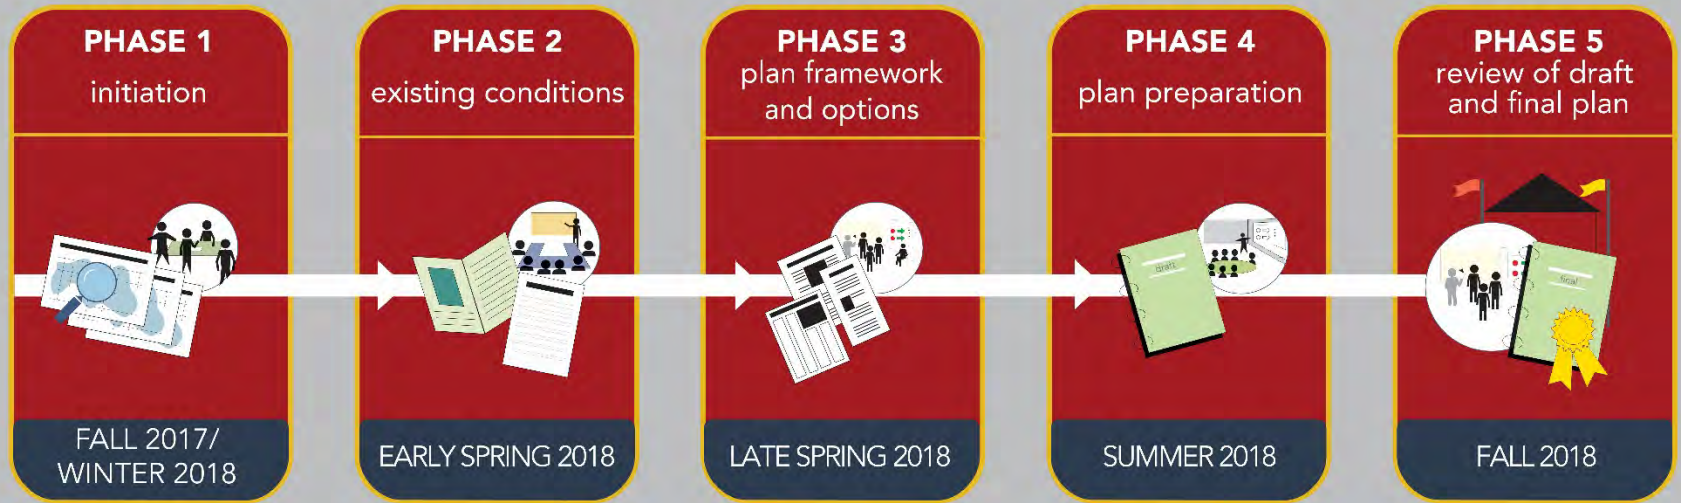 PHASE 1
initiation
FALL 2017/
WINTER 2018
PHASE 2
existing conditions
EARLY SPRING 2018
PHASE 3
plan framework
and options
LATE SPRING 2018
PHASE 4
plan preparation
draft
SUMMER 2018
PHASE 5
review of draft
and final plan
final
FALL 2018